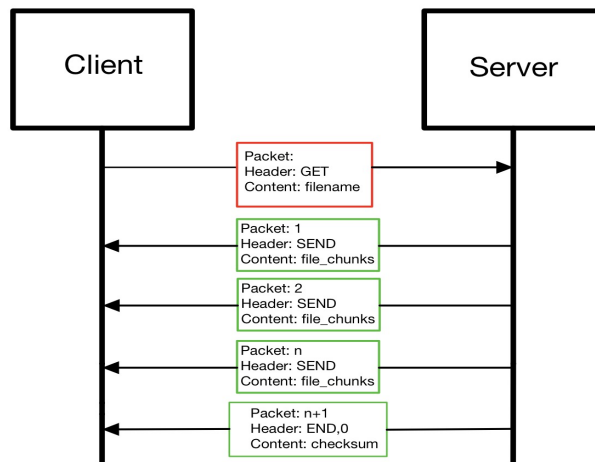 Client
Server
Packet:
Header: GET
Content: filename
Packet: 1
Header: SEND
Content: file_chunks
Packet: 2
Header: SEND
Content: file_chunks
Packet: n
Header: SEND
Content: file_chunks
Packet: n+1
Header: END,0
Content: checksum